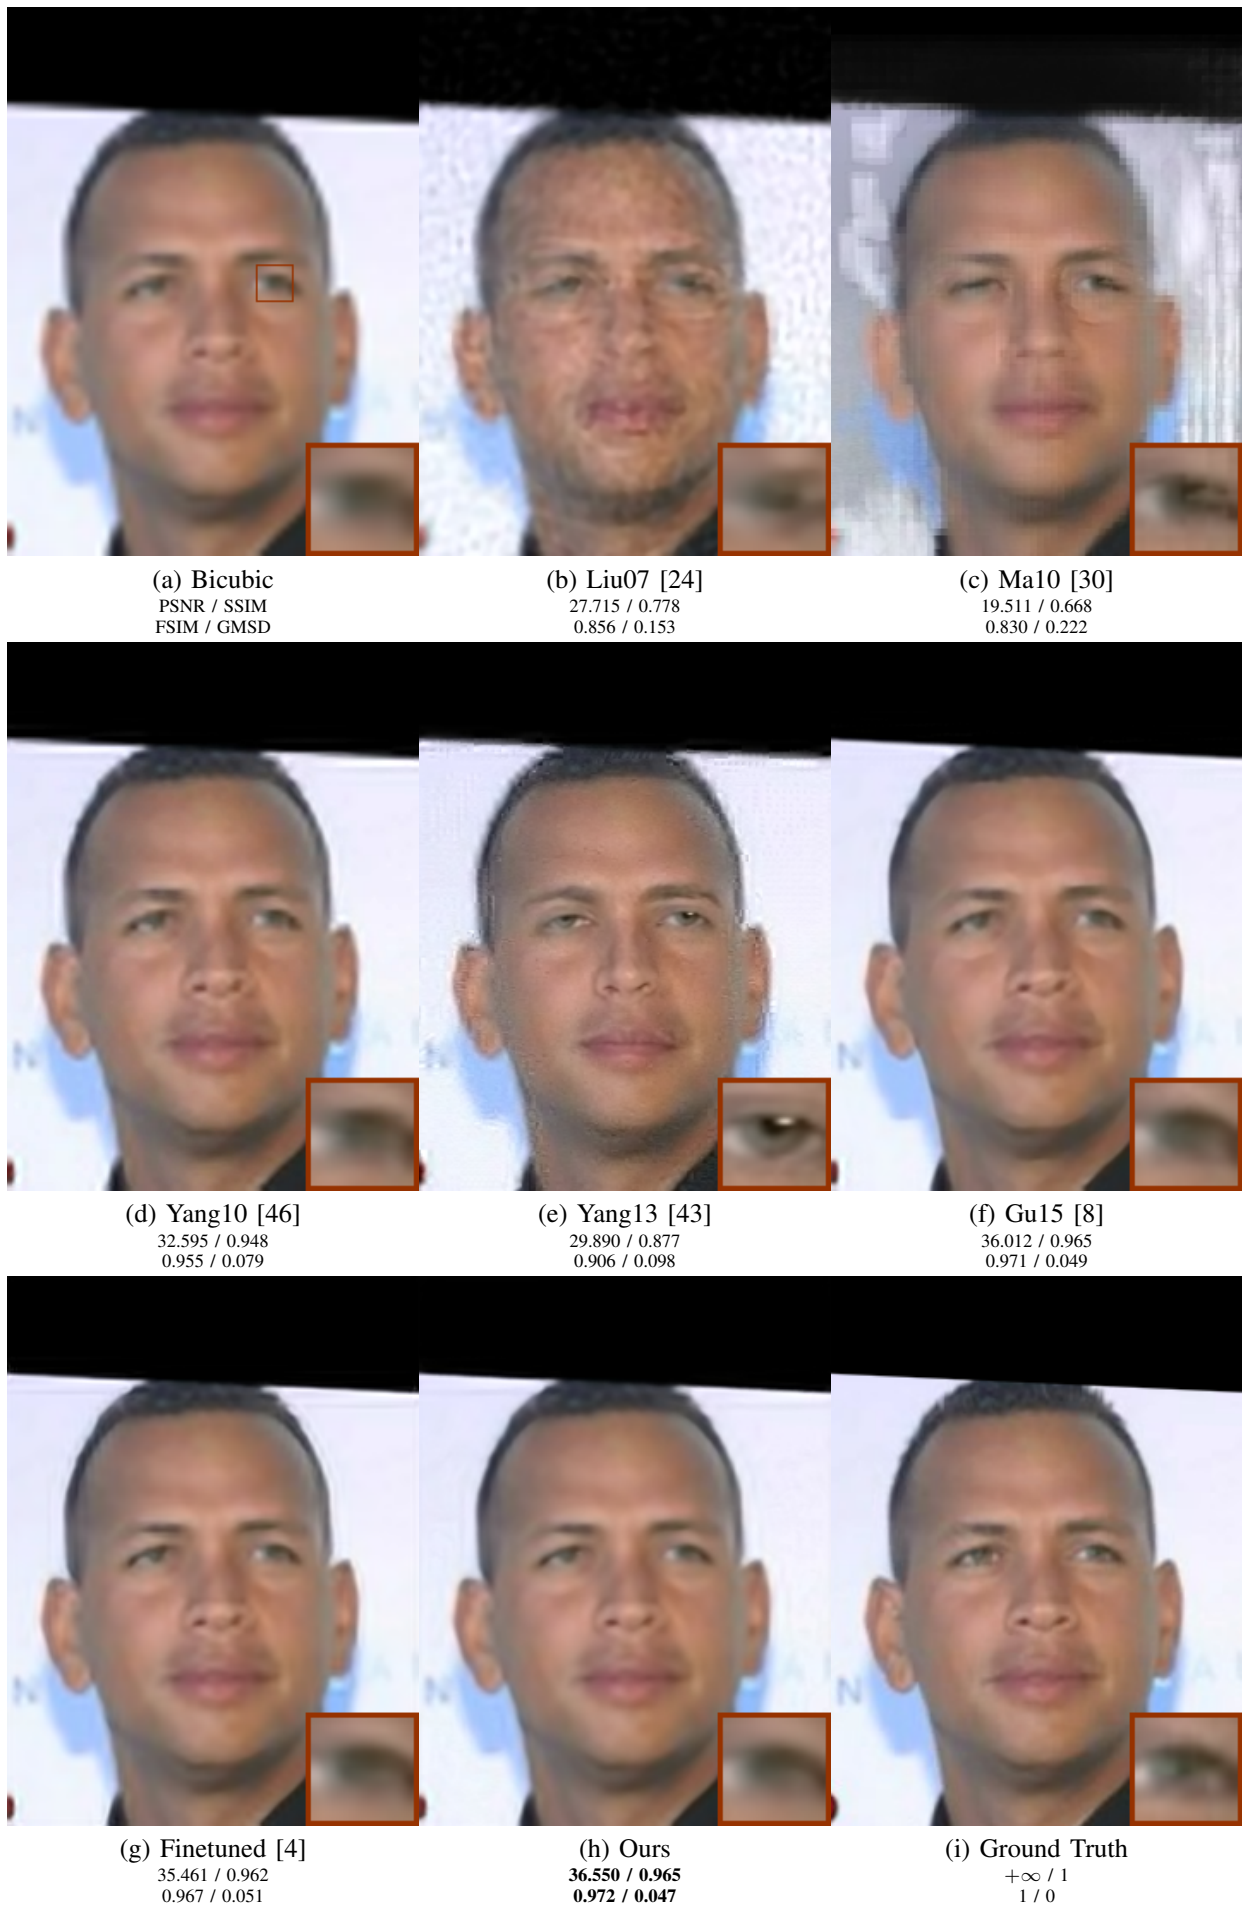 (a) Bicubic
PSNR / SSIM
FSIM / GMSD
(b) Liu07 [24]
27.715 / 0.778
0.856 / 0.153
(c) Ma10 [30]
19.511 / 0.668
0.830 / 0.222
(d) Yang10 [46]
32.595 / 0.948
0.955 / 0.079
(e) Yang13 [43]
29.890 / 0.877
0.906 / 0.098
(f) Gu15 [8]
36.012 / 0.965
0.971 / 0.049
(g) Finetuned [4]
35.461 / 0.962
0.967 / 0.051
(h) Ours
36.550 / 0.965
0.972 / 0.047
(i) Ground Truth
+∞ / 1
1 / 0